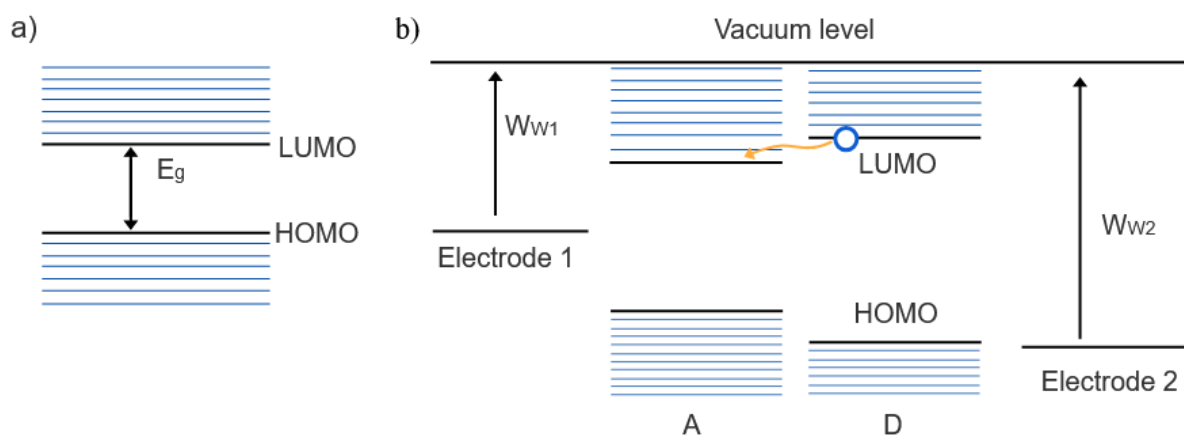 a)
LUMO
Eg
HOMO
b)
Vacuum level
WW1
LUMO
WW2
Electrode 1
HOMO
Electrode 2
A
D